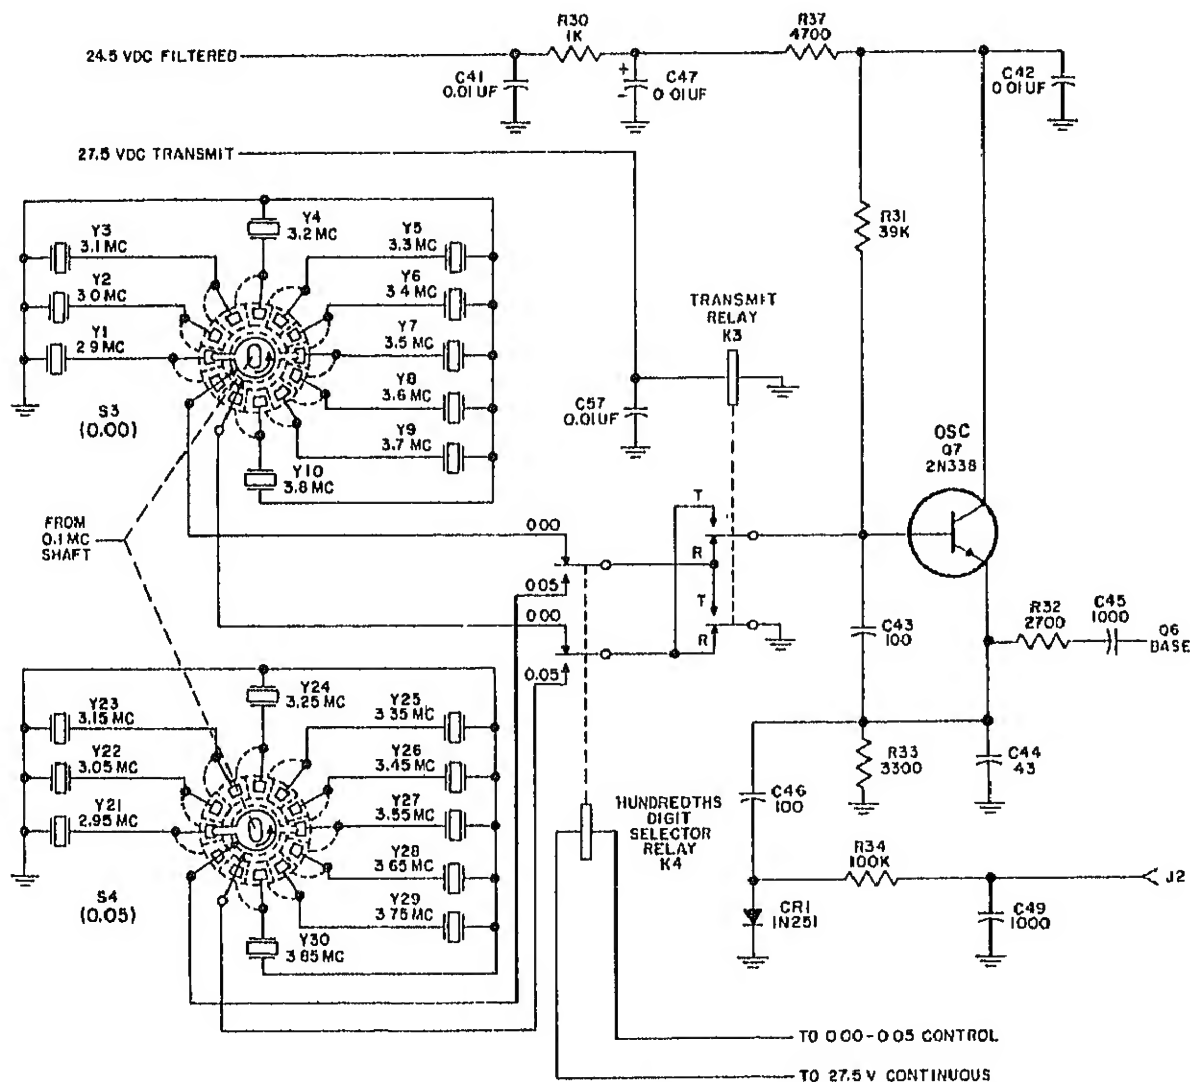 R30
1K
R37
4700
24.5 VDC FILTERED
C41
0.01UF
+
-
C47
0.01UF
C42
0.01UF
27.5 VDC TRANSMIT
Y3
3.1 MC
Y4
3.2 MC
Y5
3.3 MC
R31
39K
Y2
3.0 MC
Y6
3.4 MC
TRANSMIT
RELAY
K3
Y1
2.9 MC
Y7
3.5 MC
Y8
3.6 MC
C57
0.01UF
S3
(0.00)
Y9
3.7 MC
OSC
Q7
2N338
Y10
3.8 MC
FROM
0.1 MC
SHAFT
0.00
T
R
0.05
0.00
T
R
0.05
C43
100
R32
2700
C45
1000
Q6
BASE
Y23
3.15 MC
Y24
3.25 MC
Y25
3.35 MC
Y22
3.05 MC
Y26
3.45 MC
R33
3300
C44
43
Y21
2.95 MC
Y27
3.55 MC
C46
100
HUNDREDTHS
DIGIT
SELECTOR
RELAY
K4
Y28
3.65 MC
R34
100K
J2
S4
(0.05)
Y29
3.75 MC
CR1
1N251
C49
1000
Y30
3.85 MC
TO 0.00-0.05 CONTROL
TO 27.5 V CONTINUOUS